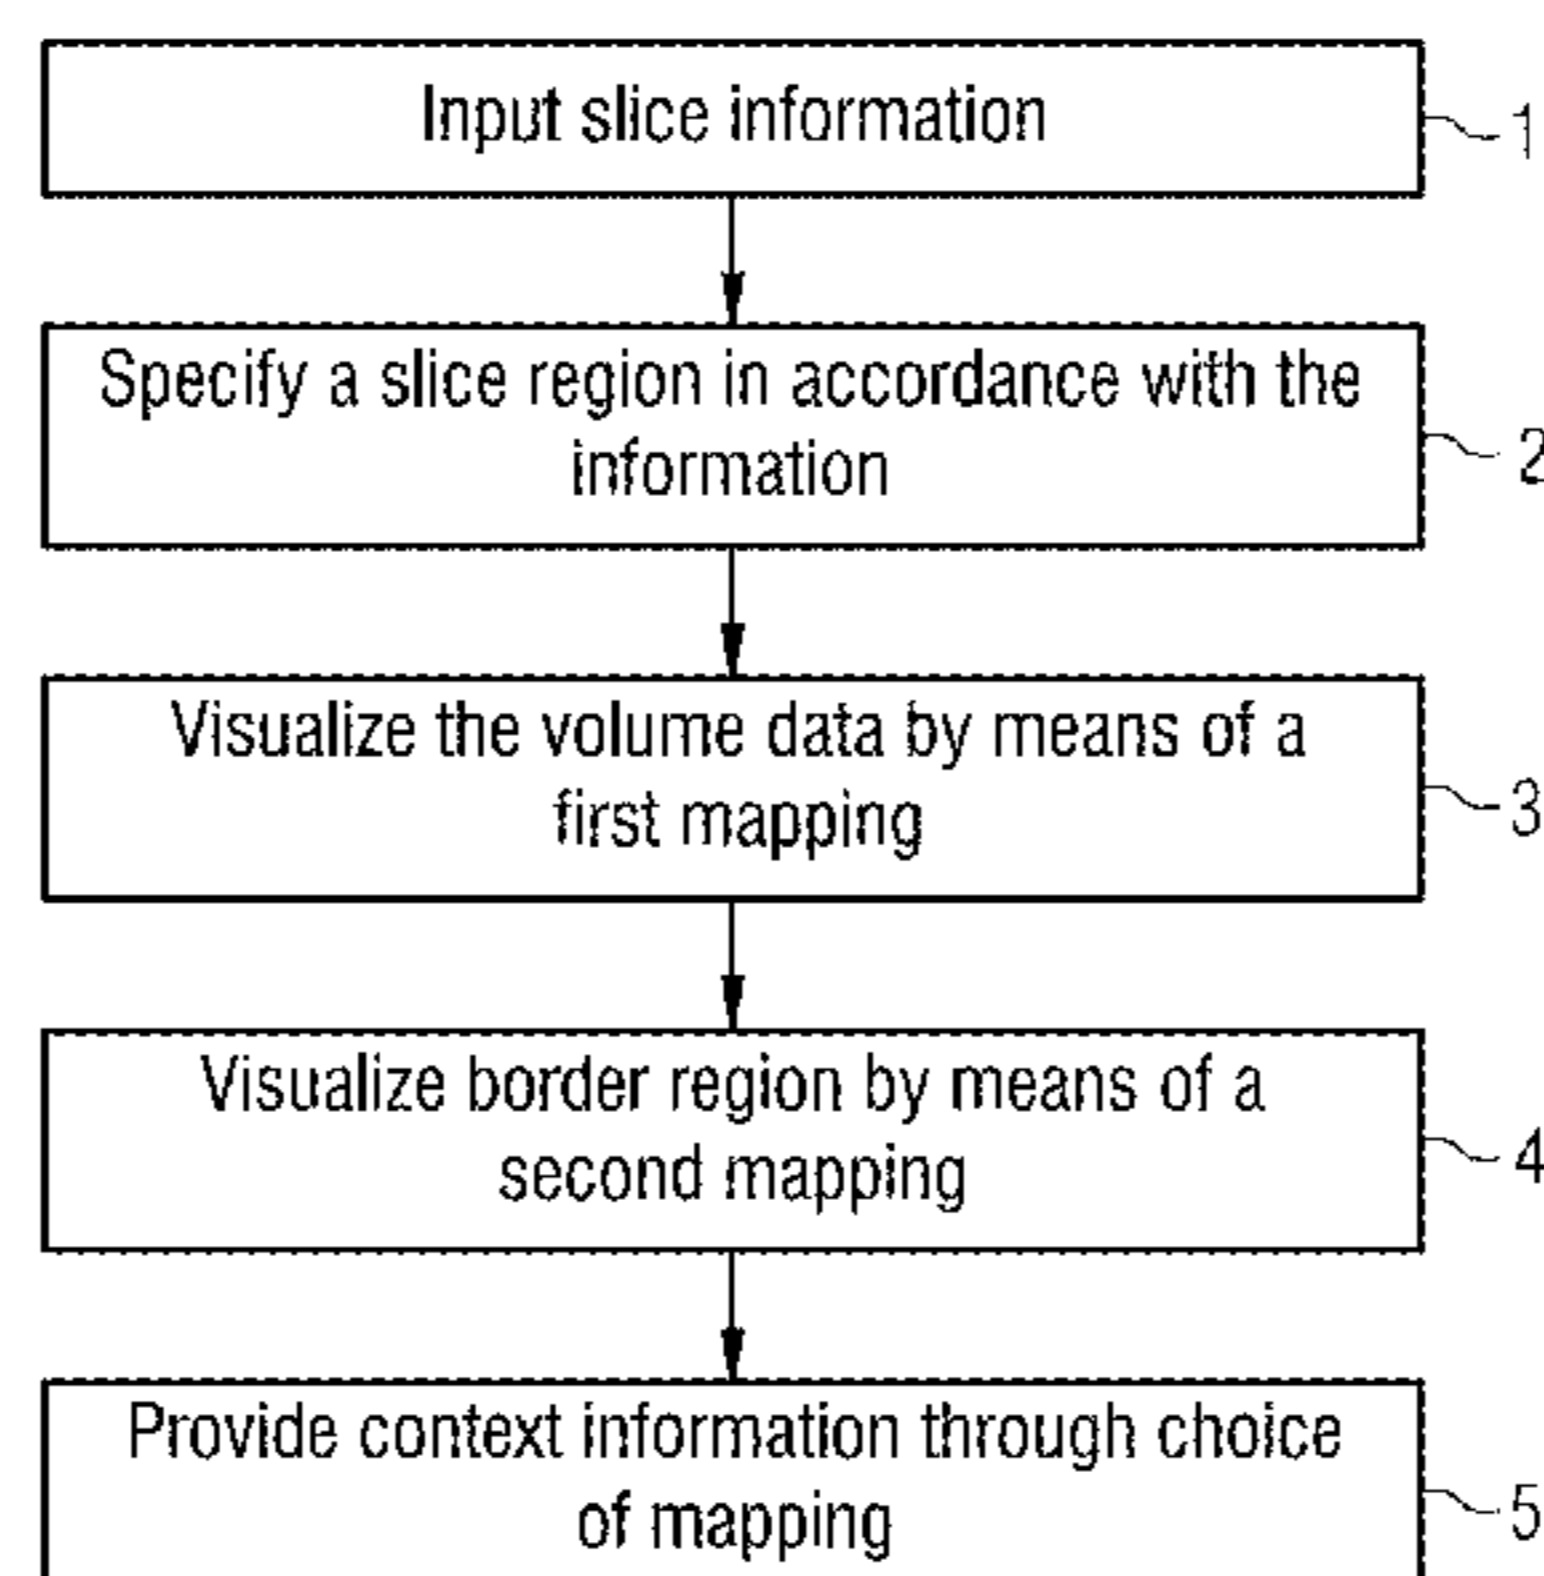 Input slice information
1
Specify a slice region in accordance with the
information
2
Visualize the volume data by means of a
first mapping
3
Visualize border region by means of a
second mapping
4
Provide context information through choice
of mapping
5